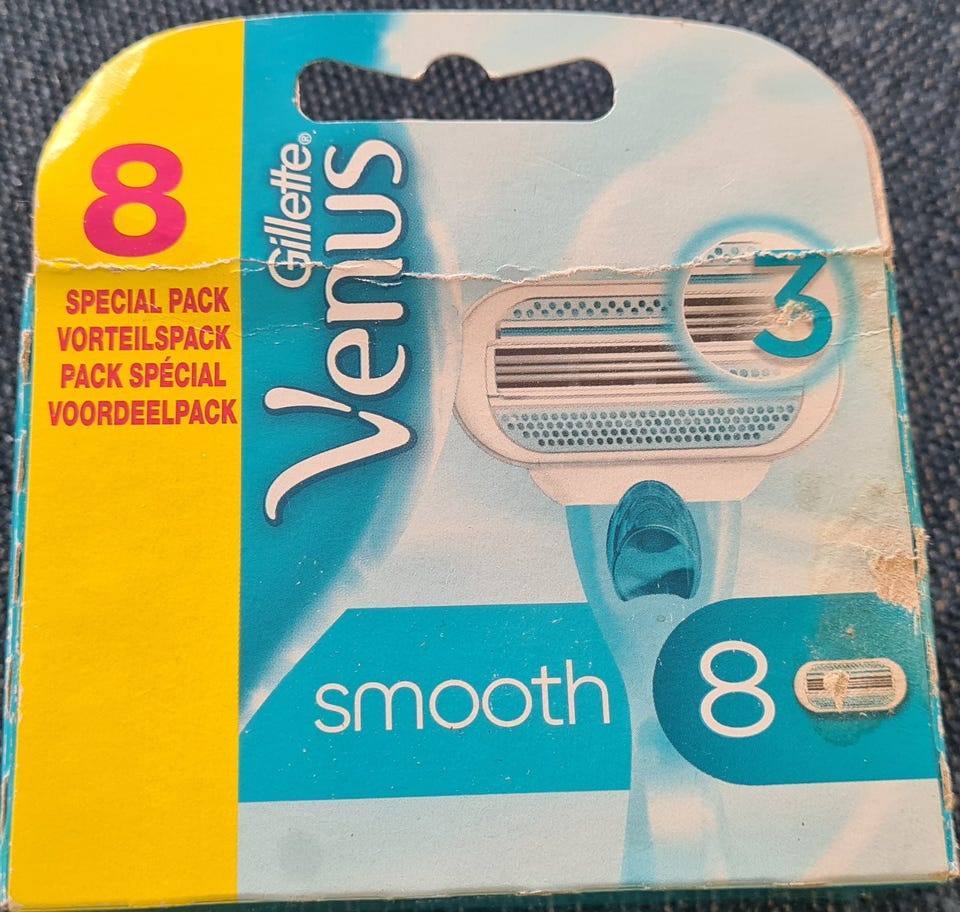 8
SPECIAL PACK
VORTEILSPACK
PACK SPÉCIAL
VOORDEELPACK
Gillette®
Venus
3
smooth
8